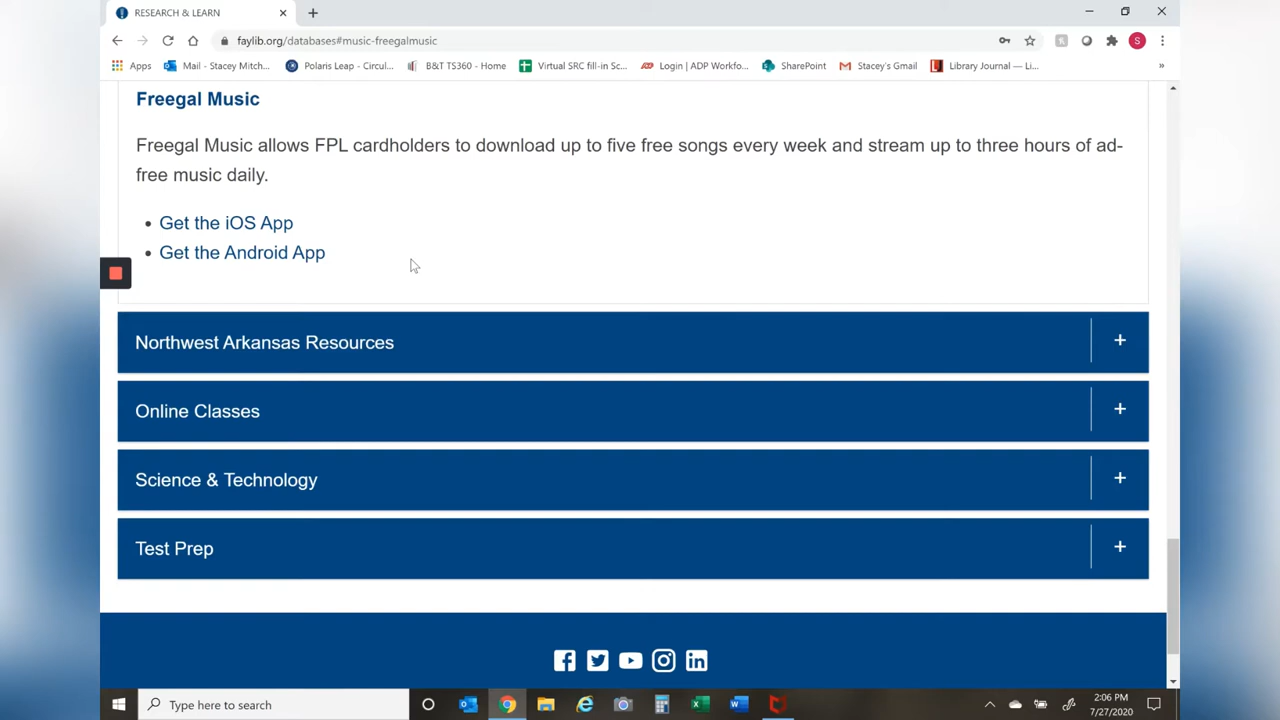 RESEARCH & LEARN
faylib.org/databases#music-freegalmusic
S
Apps
Mail - Stacey Mitch...
Polaris Leap - Circul...
B&T TS360 - Home
Virtual SRC fill-in Sc...
Login | ADP Workfo...
SharePoint
Stacey's Gmail
Library Journal — Li...
»
Freegal Music
Freegal Music allows FPL cardholders to download up to five free songs every week and stream up to three hours of ad-
free music daily.
• Get the iOS App
• Get the Android App
Northwest Arkansas Resources +
Online Classes +
Science & Technology +
Test Prep +
Type here to search
2:06 PM
7/27/2020